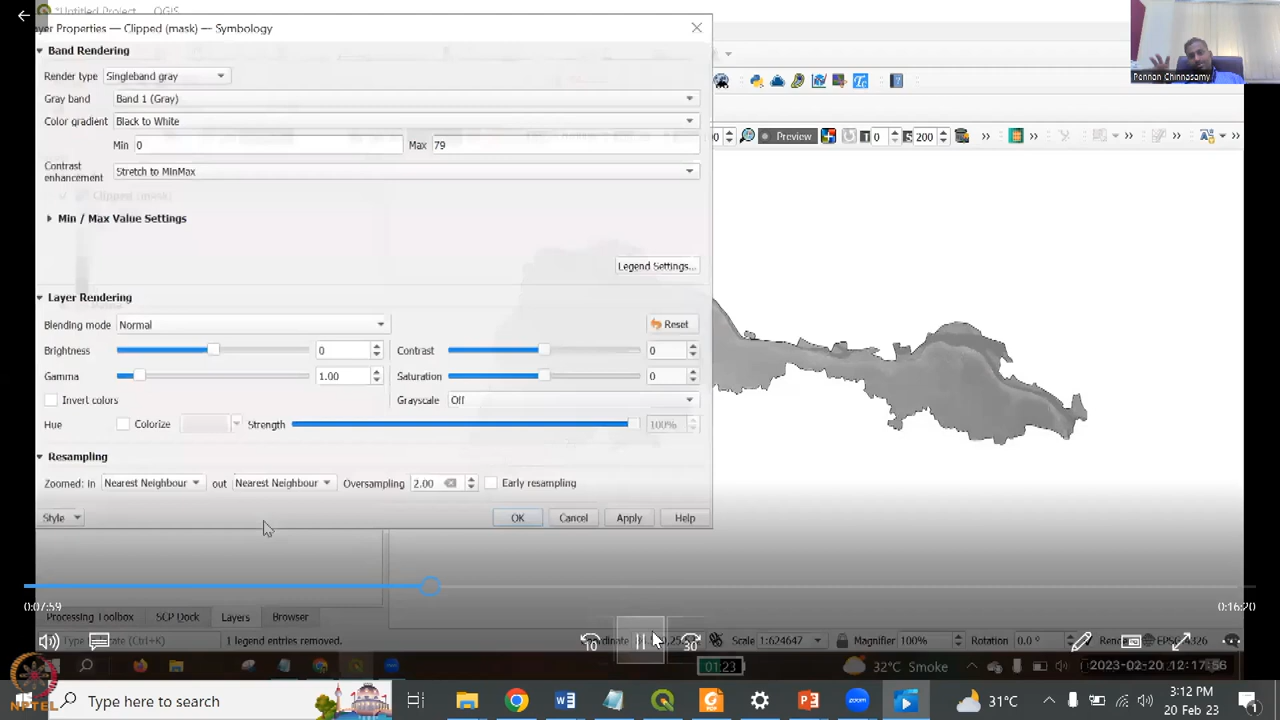 *Untitled Project — QGIS
Layer Properties — Clipped (mask) — Symbology
Band Rendering
Render type Singleband gray
Gray band Band 1 (Gray)
Color gradient Black to White
Min 0 Max 79
Contrast enhancement Stretch to MinMax
Clipped (mask)
Min / Max Value Settings
Legend Settings...
Layer Rendering
Blending mode Normal Reset
Brightness 0 Contrast 0
Gamma 1.00 Saturation 0
Invert colors Grayscale Off
Hue Colorize Strength 100%
Resampling
Zoomed: in Nearest Neighbour out Nearest Neighbour Oversampling 2.00 Early resampling
Style OK Cancel Apply Help
Pennan Chinnasamy
Preview T 0 200
0:07:59 0:16:20
Processing Toolbox SCP Dock Layers Browser
(Ctrl+K) 1 legend entries removed. 10 30 Scale 1:624647 Magnifier 100% Rotation 0.0 °
01:23 32°C Smoke 2023-02-20 12:17:56
NPTEL
Type here to search 31°C 3:12 PM
20 Feb 23